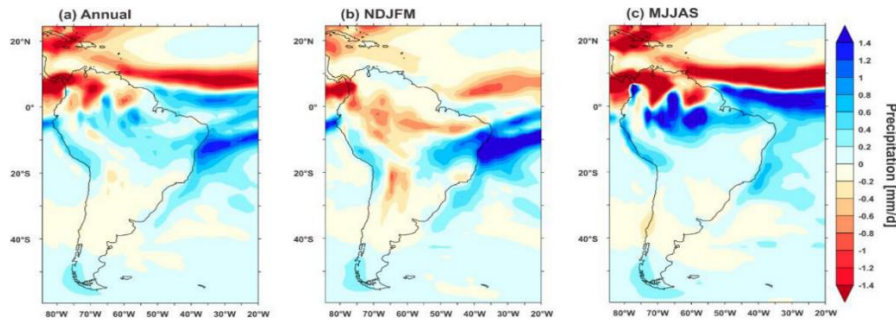 (a) Annual
(b) NDJFM
(c) MJJAS
20°N
0°
20°S
40°S
80°W 70°W 60°W 50°W 40°W 30°W 20°W
20°N
0°
20°S
40°S
80°W 70°W 60°W 50°W 40°W 30°W 20°W
20°N
0°
20°S
40°S
80°W 70°W 60°W 50°W 40°W 30°W 20°W
1.4
1.2
1
0.8
0.6
0.4
0.2
0
-0.2
-0.4
-0.6
-0.8
-1
-1.2
-1.4
Precipitation [mm/d]